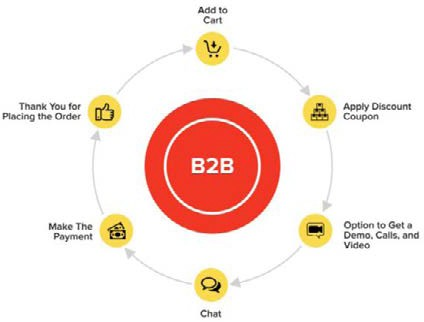 Add to
Cart
Thank You for
Placing the Order
Apply Discount
Coupon
B2B
Make The
Payment
Option to Get a
Demo, Calls, and
Video
Chat